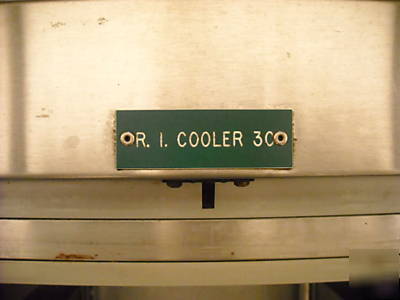 R. I. COOLER 3C